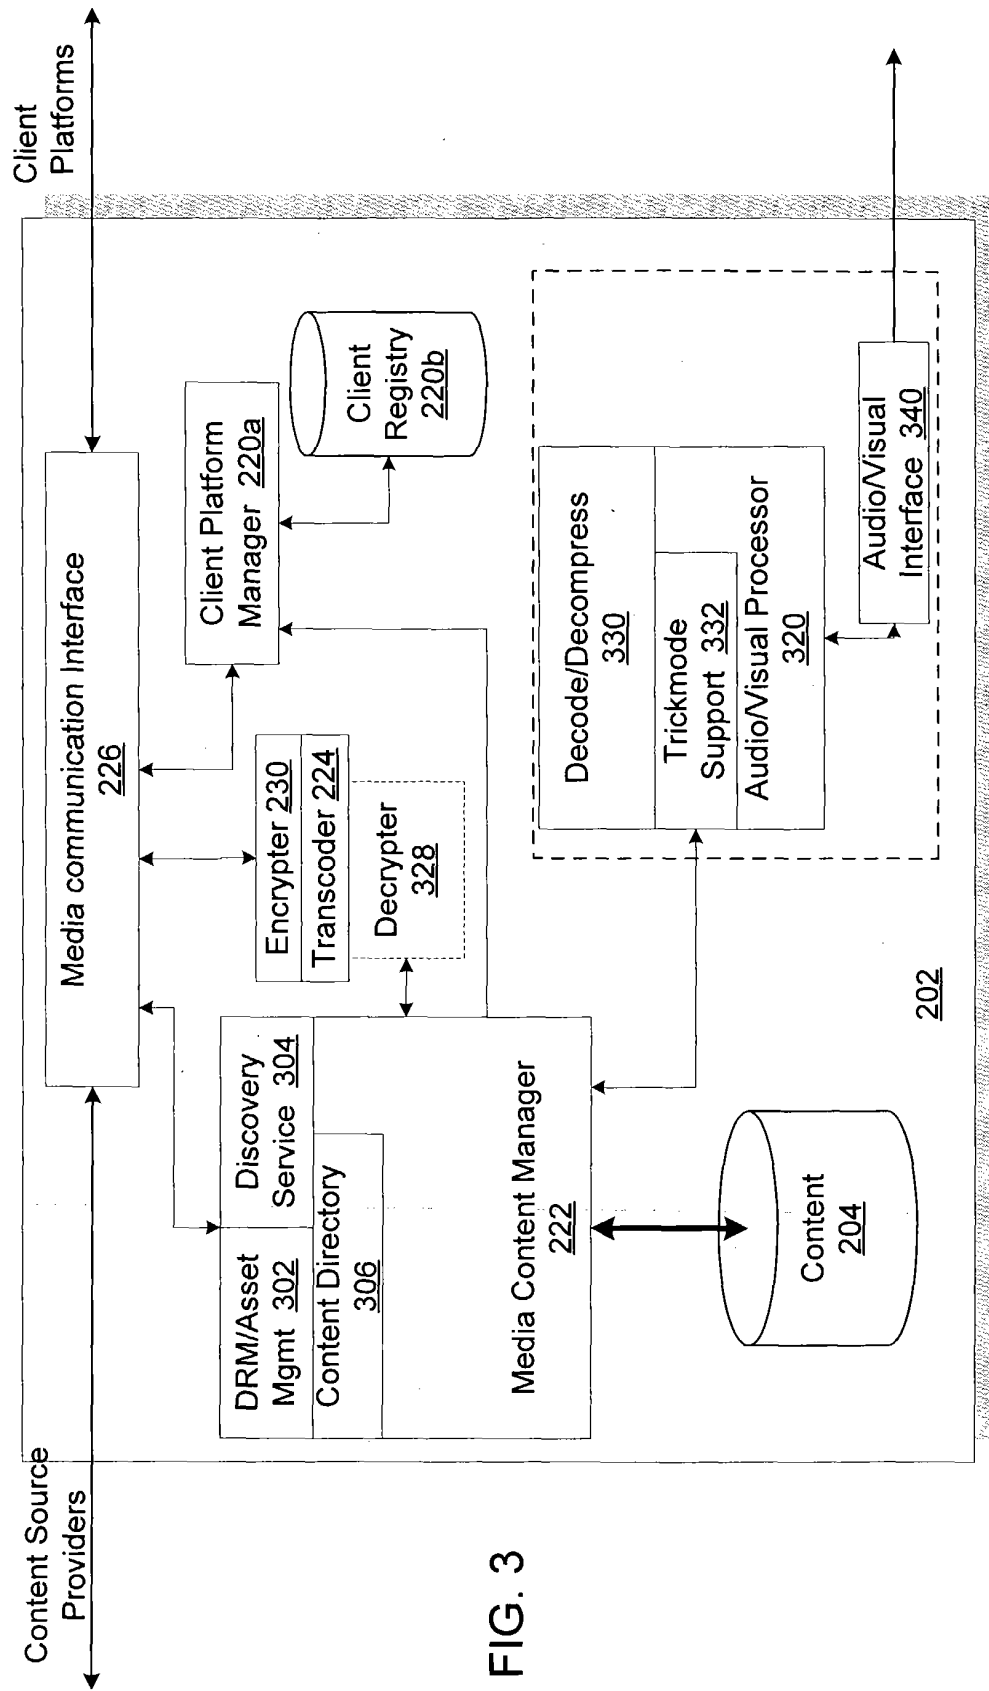 Content Source
Providers
Client
Platforms
Media communication Interface
226
DRM/Asset
Mgmt 302
Discovery
Service 304
Content Directory
306
Media Content Manager
222
Encrypter 230
Transcoder 224
Decrypter
328
Client Platform
Manager 220a
Client
Registry
220b
Content
204
Decode/Decompress
330
Trickmode
Support 332
Audio/Visual Processor
320
Audio/Visual
Interface 340
202
FIG. 3